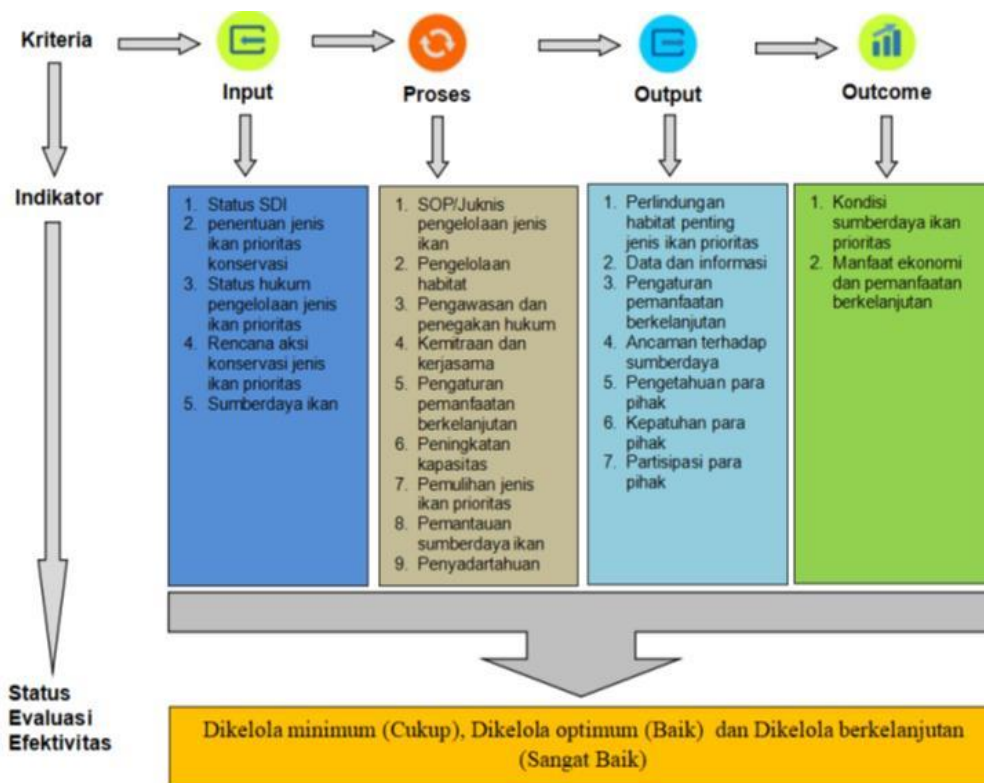 Kriteria
Input
Proses
Output
Outcome
Indikator
1. Status SDI
2. penentuan jenis
ikan prioritas
konservasi
3. Status hukum
pengelolaan jenis
ikan prioritas
4. Rencana aksi
konservasi jenis
ikan prioritas
5. Sumberdaya ikan
1. SOP/Juknis
pengelolaan jenis
ikan
2. Pengelolaan
habitat
3. Pengawasan dan
penegakan hukum
4. Kemitraan dan
kerjasama
5. Pengaturan
pemanfaatan
berkelanjutan
6. Peningkatan
kapasitas
7. Pemulihan jenis
ikan prioritas
8. Pemantauan
sumberdaya ikan
9. Penyadartahuan
1. Perlindungan
habitat penting
jenis ikan prioritas
2. Data dan informasi
3. Pengaturan
pemanfaatan
berkelanjutan
4. Ancaman terhadap
sumberdaya
5. Pengetahuan para
pihak
6. Kepatuhan para
pihak
7. Partisipasi para
pihak
1. Kondisi
sumberdaya ikan
prioritas
2. Manfaat ekonomi
dan pemanfaatan
berkelanjutan
Status
Evaluasi
Efektivitas
Dikelola minimum (Cukup), Dikelola optimum (Baik) dan Dikelola berkelanjutan
(Sangat Baik)